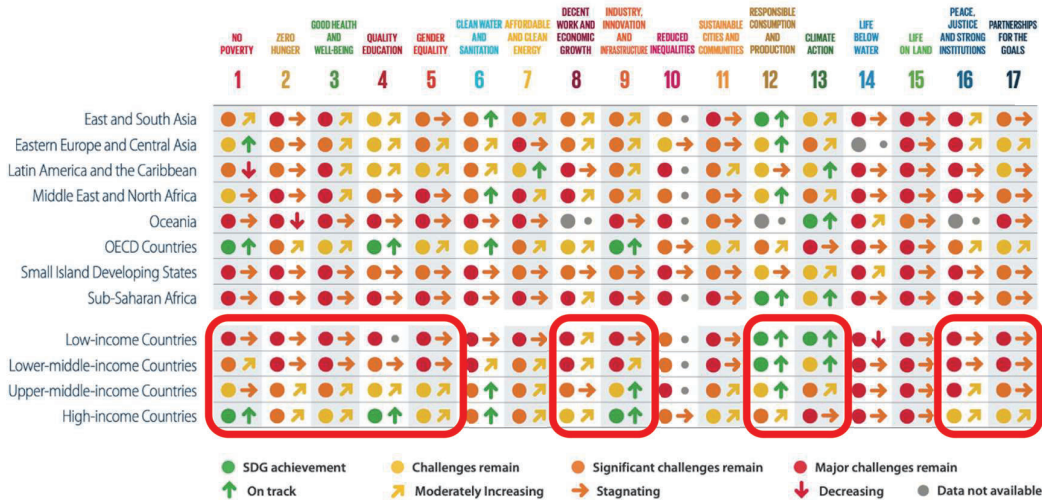 NO POVERTY
ZERO HUNGER
GOOD HEALTH AND WELL-BEING
QUALITY EDUCATION
GENDER EQUALITY
CLEAN WATER AND SANITATION
AFFORDABLE AND CLEAN ENERGY
DECENT WORK AND ECONOMIC GROWTH
INDUSTRY, INNOVATION AND INFRASTRUCTURE
REDUCED INEQUALITIES
SUSTAINABLE CITIES AND COMMUNITIES
RESPONSIBLE CONSUMPTION AND PRODUCTION
CLIMATE ACTION
LIFE BELOW WATER
LIFE ON LAND
PEACE, JUSTICE AND STRONG INSTITUTIONS
PARTNERSHIPS FOR THE GOALS
1 2 3 4 5 6 7 8 9 10 11 12 13 14 15 16 17
East and South Asia
Eastern Europe and Central Asia
Latin America and the Caribbean
Middle East and North Africa
Oceania
OECD Countries
Small Island Developing States
Sub-Saharan Africa
Low-income Countries
Lower-middle-income Countries
Upper-middle-income Countries
High-income Countries
SDG achievement Challenges remain Significant challenges remain Major challenges remain
On track Moderately Increasing Stagnating Decreasing Data not available